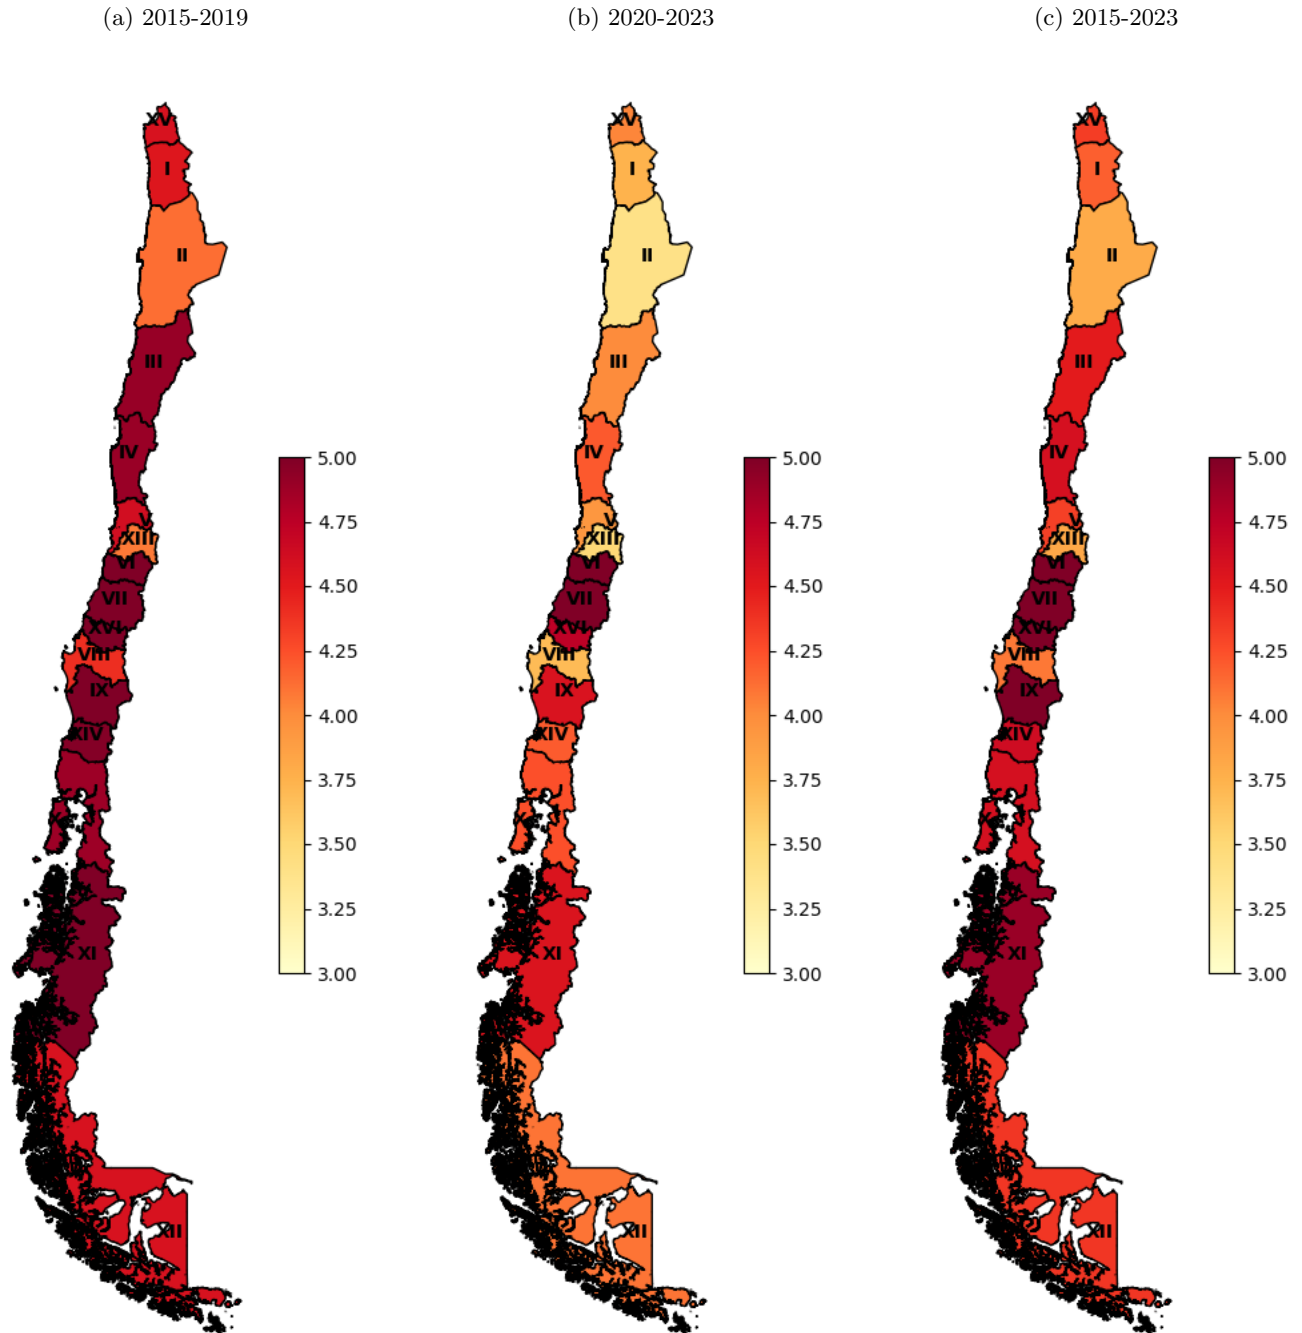 (a) 2015-2019
(b) 2020-2023
(c) 2015-2023
XV
I
II
III
IV
V
XIII
VI
VII
XVI
VIII
IX
XIV
X
XI
XII
5.00
4.75
4.50
4.25
4.00
3.75
3.50
3.25
3.00
XV
I
II
III
IV
V
XIII
VI
VII
XVI
VIII
IX
XIV
X
XI
XII
5.00
4.75
4.50
4.25
4.00
3.75
3.50
3.25
3.00
XV
I
II
III
IV
V
XIII
VI
VII
XVI
VIII
IX
XIV
X
XI
XII
5.00
4.75
4.50
4.25
4.00
3.75
3.50
3.25
3.00